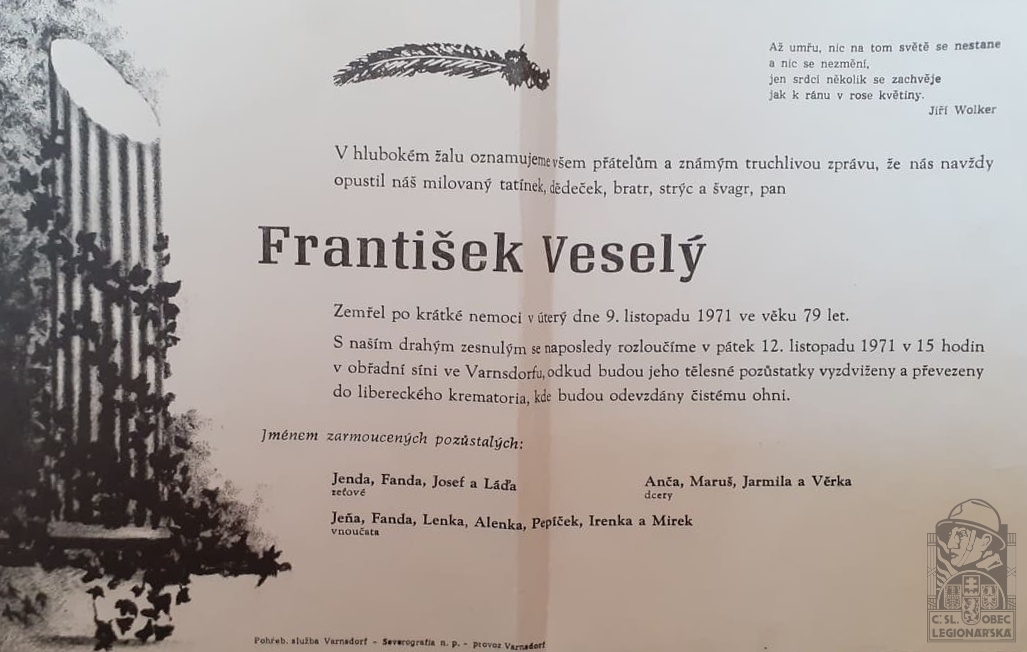 Až umřu, nic na tom světě se nestane
a nic se nezmění,
jen srdcí několik se zachvěje
jak k ránu v rose květiny.
Jiří Wolker
V hlubokém žalu oznamujeme všem přátelům a známým truchlivou zprávu, že nás navždy
opustil náš milovaný tatínek, dědeček, bratr, strýc a švagr, pan
František Veselý
Zemřel po krátké nemoci v úterý dne 9. listopadu 1971 ve věku 79 let.
S naším drahým zesnulým se naposledy rozloučíme v pátek 12. listopadu 1971 v 15 hodin
v obřadní síni ve Varnsdorfu, odkud budou jeho tělesné pozůstatky vyzdviženy a převezeny
do libereckého krematoria, kde budou odevzdány čistému ohni.
Jménem zarmoucených pozůstalých:
Jenda, Fanda, Josef a Láďa
zeťové
Anča, Maruš, Jarmila a Věrka
dcery
Jeňa, Fanda, Lenka, Alenka, Pepíček, Irenka a Mirek
vnoučata
Pohřeb. služba Varnsdorf - Severografia n. p. - provoz Varnsdorf
Č.SL. OBEC
LEGIONÁŘSKÁ